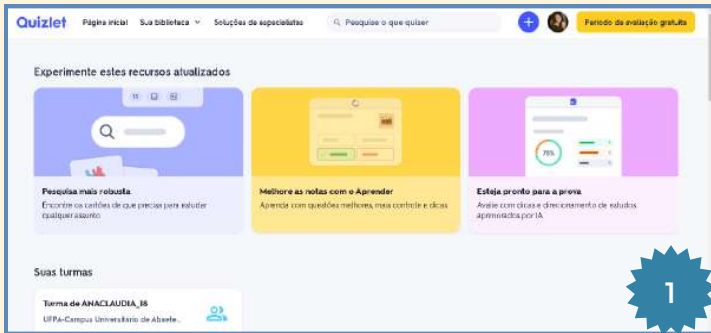 Quizlet Página inicial Sua biblioteca Soluções de especialistas Pesquise o que quiser Período de avaliação gratuita
Experimente estes recursos atualizados
75%
Pesquisa mais robusta
Encontre os cartões de que precisa para estudar
qualquer assunto
Melhore as notas com o Aprender
Aprenda com questões melhores, mais controle e dicas
Esteja pronto para a prova
Avalie com dicas e direcionamento de estudos
aprimorados por IA
Suas turmas
Turma de ANACLAUDIA_18
UFPA-Campus Universitário de Abaete..
1